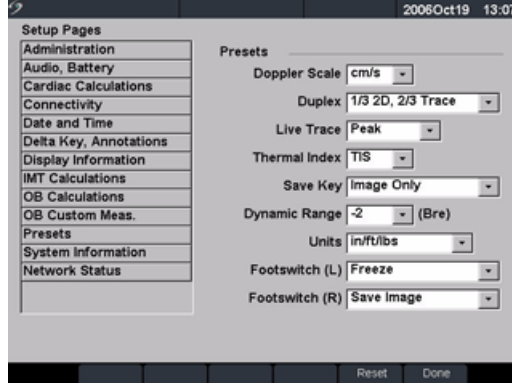 2006Oct19 13:07
Setup Pages
Administration
Audio, Battery
Cardiac Calculations
Connectivity
Date and Time
Delta Key, Annotations
Display Information
IMT Calculations
OB Calculations
OB Custom Meas.
Presets
System Information
Network Status
Presets
Doppler Scale cm/s
Duplex 1/3 2D, 2/3 Trace
Live Trace Peak
Thermal Index TIS
Save Key Image Only
Dynamic Range -2 (Bre)
Units in/ft/lbs
Footswitch (L) Freeze
Footswitch (R) Save Image
Reset Done